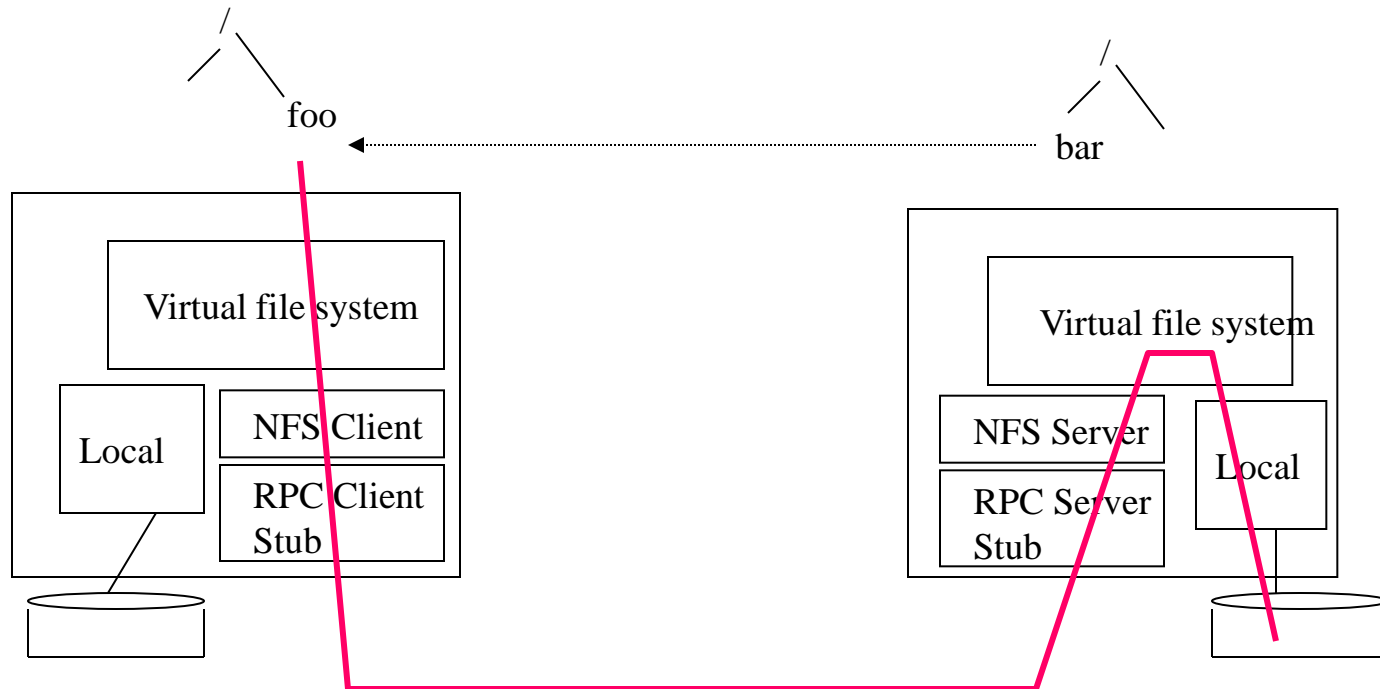 /
/
foo
bar
Virtual file system
Virtual file system
NFS Client
NFS Server
Local
Local
RPC Client
Stub
RPC Server
Stub